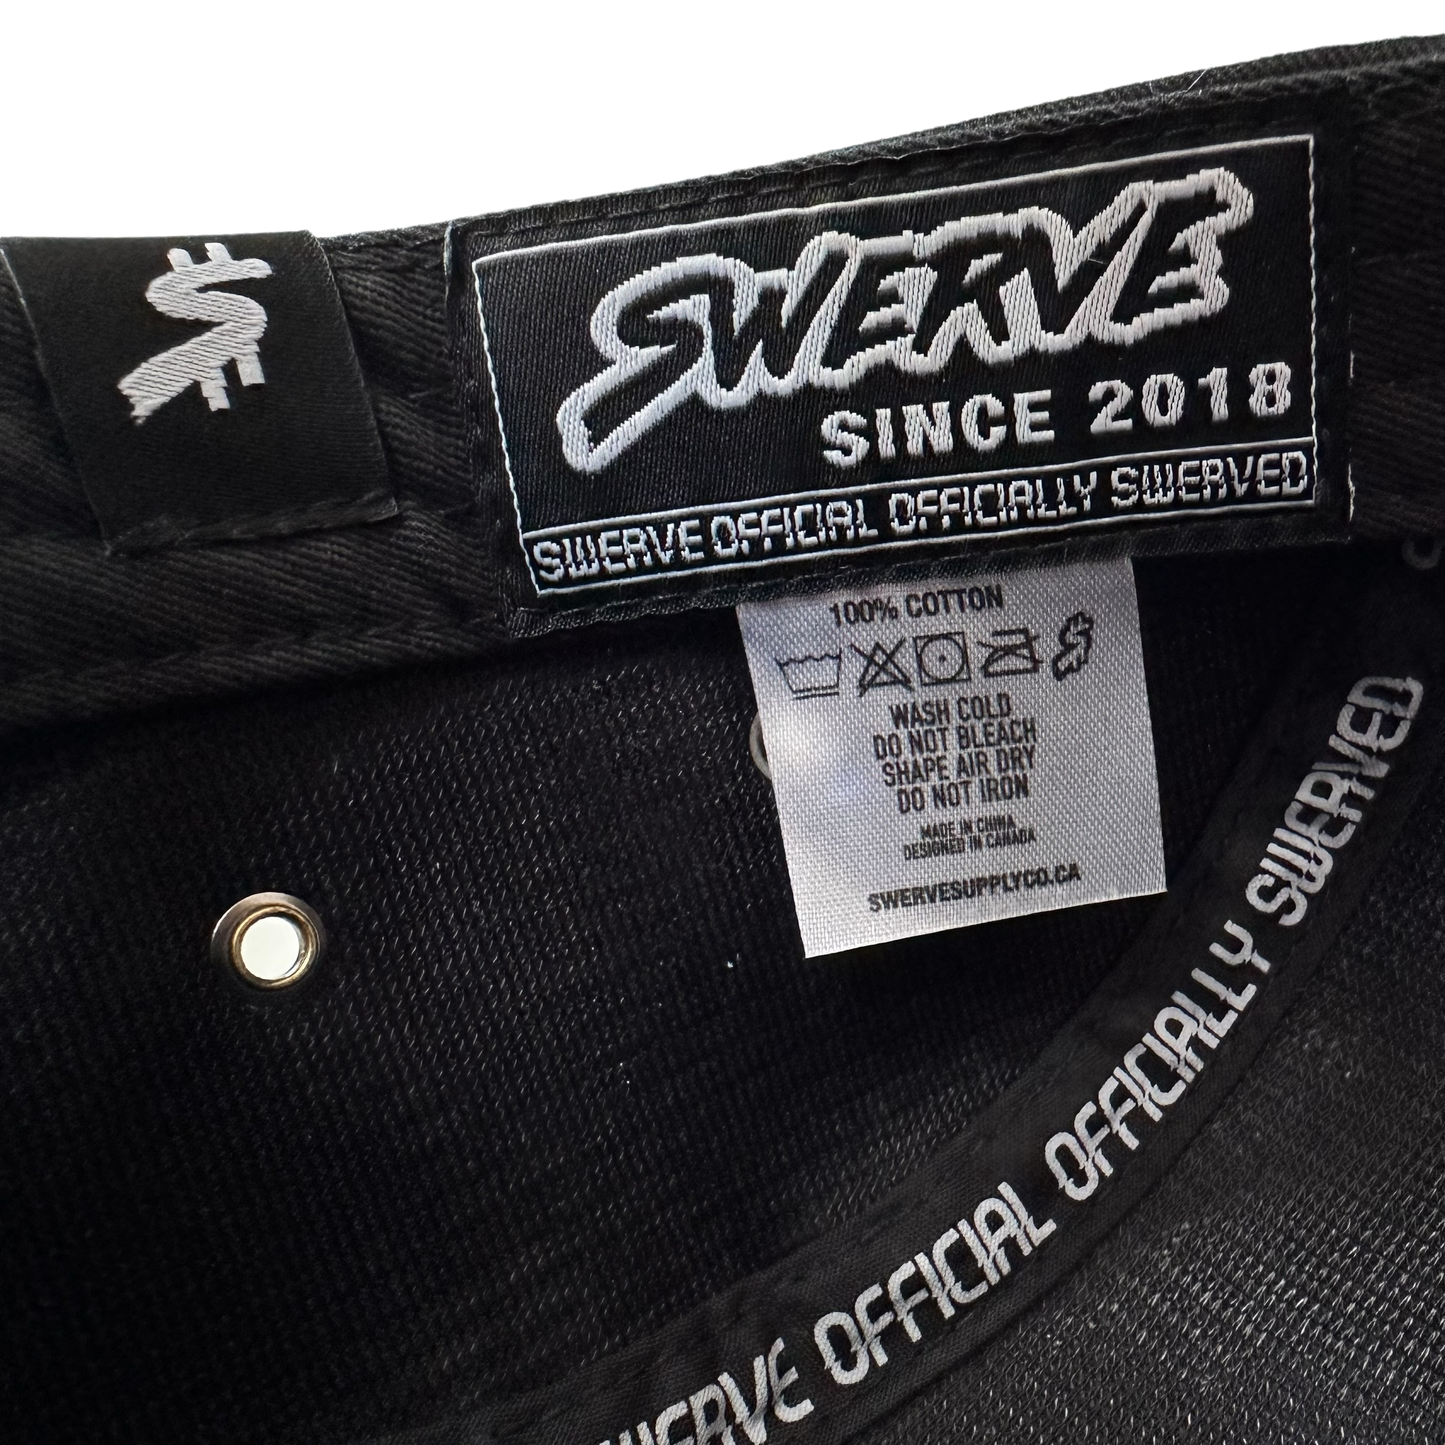 SWERVE
SINCE 2018
SWERVE OFFICIAL OFFICIALLY SWERVED
100% COTTON
WASH COLD
DO NOT BLEACH
SHAPE AIR DRY
DO NOT IRON
MADE IN CHINA
DESIGNED IN CANADA
SWERVESUPPLYCO.CA
SWERVE OFFICIAL OFFICIALLY SWERVED